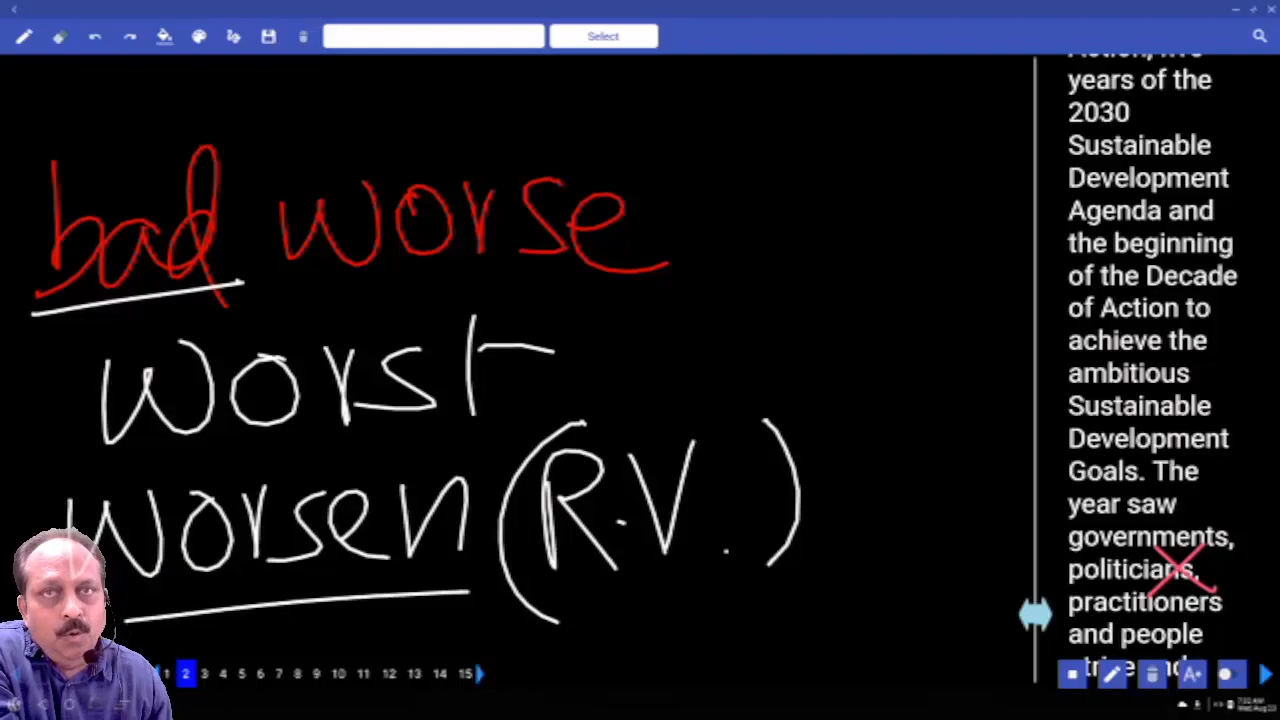 Select
bad worse
worst
worsen (R.V.)
years of the
2030
Sustainable
Development
Agenda and
the beginning
of the Decade
of Action to
achieve the
ambitious
Sustainable
Development
Goals. The
year saw
governments,
politicians,
practitioners
and people
1 2 3 4 5 6 7 8 9 10 11 12 13 14 15
A+